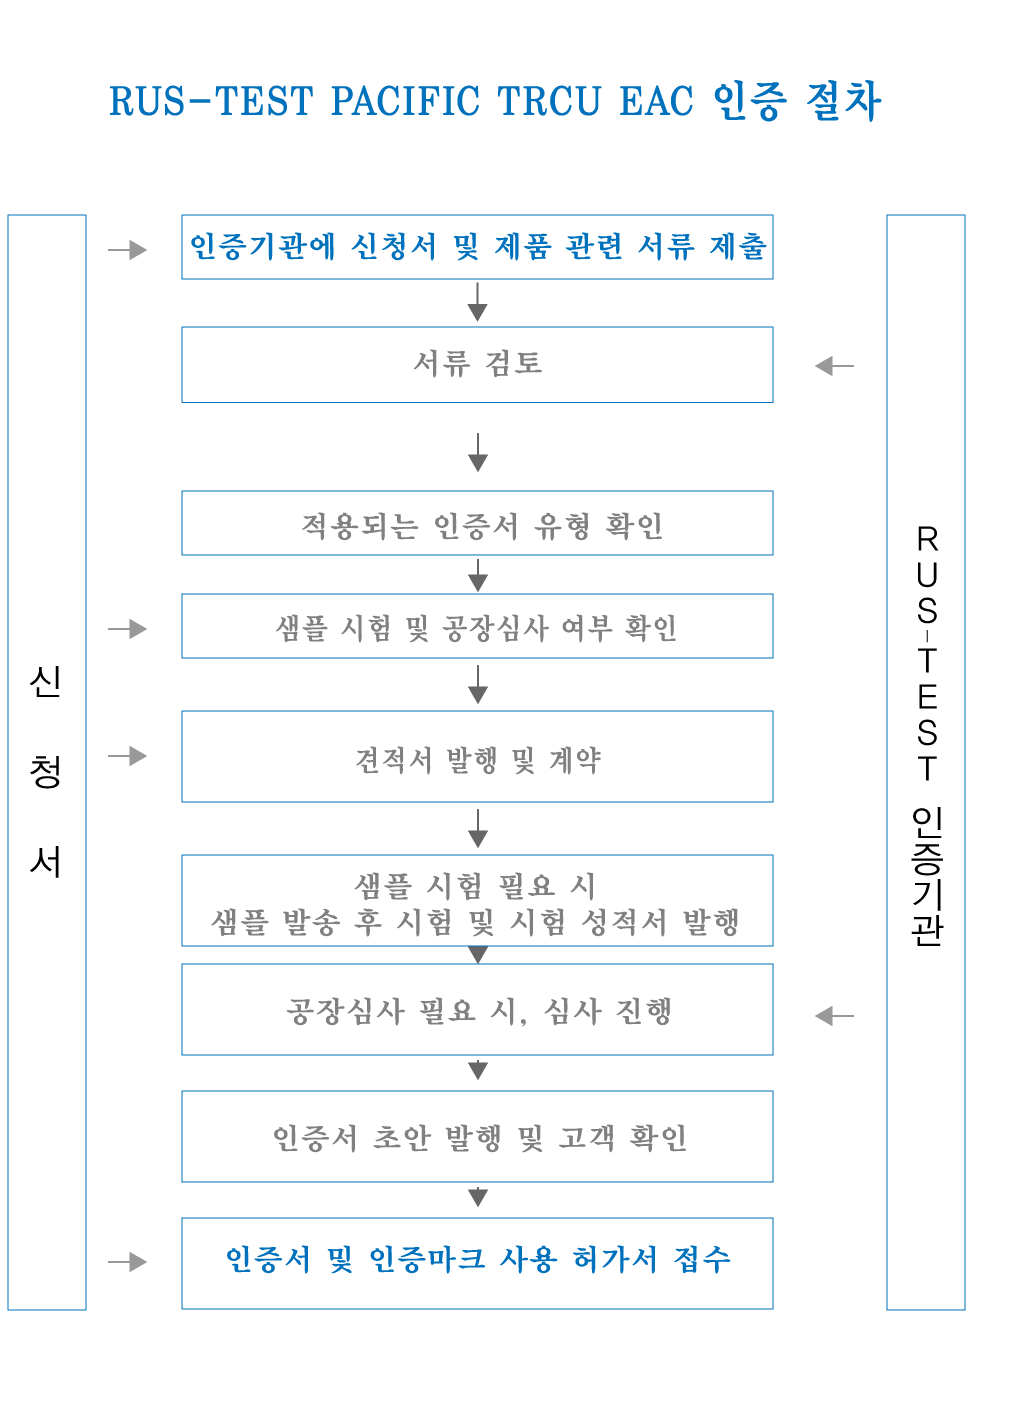 RUS-TEST PACIFIC TRCU EAC 인증 절차
신청서
인증기관에 신청서 및 제품 관련 서류 제출
서류 검토
적용되는 인증서 유형 확인
샘플 시험 및 공장심사 여부 확인
견적서 발행 및 계약
샘플 시험 필요 시
샘플 발송 후 시험 및 시험 성적서 발행
공장심사 필요 시, 심사 진행
인증서 초안 발행 및 고객 확인
인증서 및 인증마크 사용 허가서 접수
RUS-TEST 인증기관